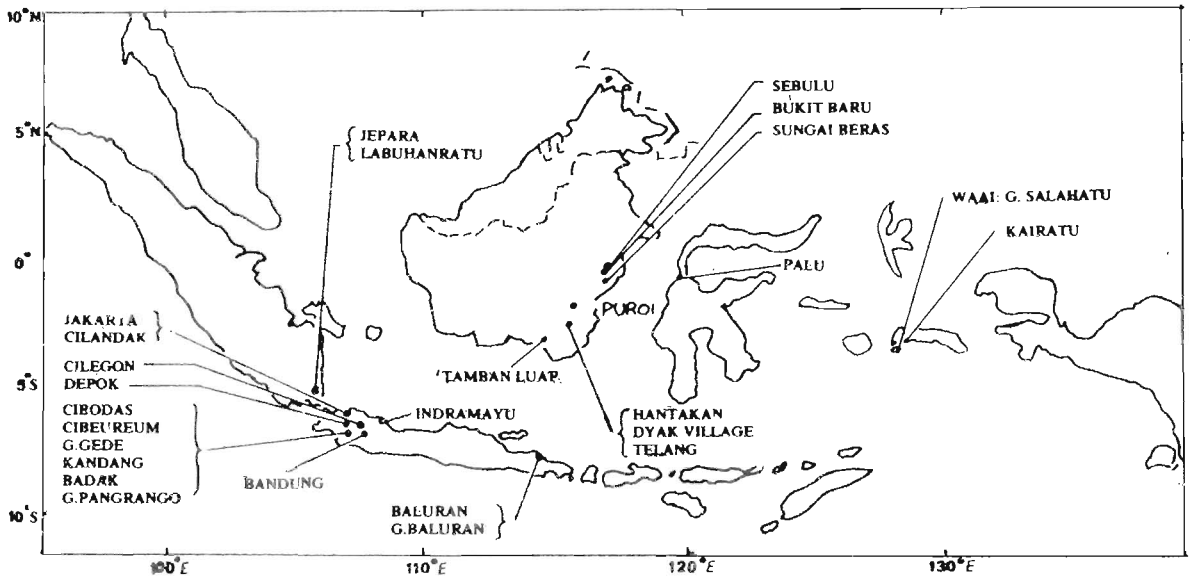 10°N
5°N
0°
5°S
10°S
SEBULU
BUKIT BARU
SUNGAI BERAS
JEPARA
LABUHANRATU
WAAI: G. SALAHATU
KAIRATU
PALU
PUROI
JAKARTA
CILANDAK
CILEGON
DEPOK
TAMBAN LUAR
INDRAMAYU
CIBODAS
CIBEUREUM
G.GEDE
KANDANG
BADAK
G.PANGRANGO
BANDUNG
HANTAKAN
DYAK VILLAGE
TELANG
BALURAN
G.BALURAN
100°E
110°E
120°E
130°E